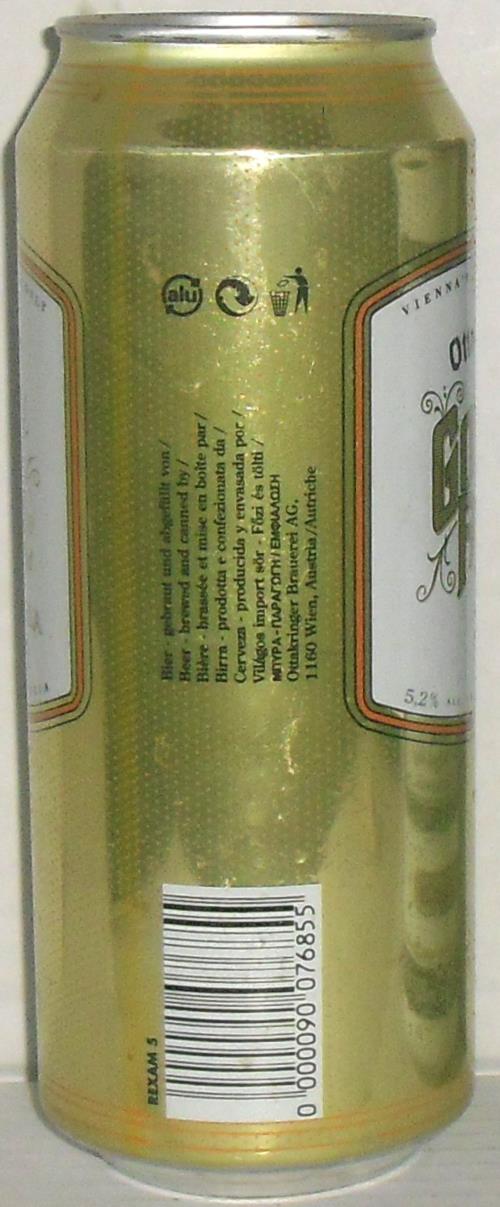 alu
Bier - gebraut und abgefüllt von /
Beer - brewed and canned by /
Bière - brassée et mise en boîte par /
Birra - prodotta e confezionata da /
Cerveza - producida y envasada por /
Világos import sör - Főzi és tölti /
ΜΠΥΡΑ - ΠΑΡΑΓΩΓΗ / ΕΜΦΙΑΛΩΣΗ
Ottakringer Brauerei AG,
1160 Wien, Austria/Autriche
VIENNA'S
Ott
5,2%
REXAM 5
0 000090 076855